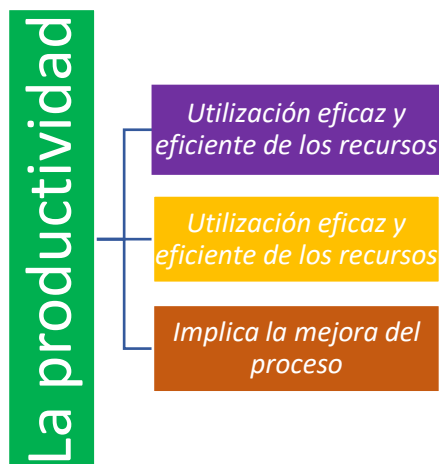 La productividad
Utilización eficaz y
eficiente de los recursos
Utilización eficaz y
eficiente de los recursos
Implica la mejora del
proceso